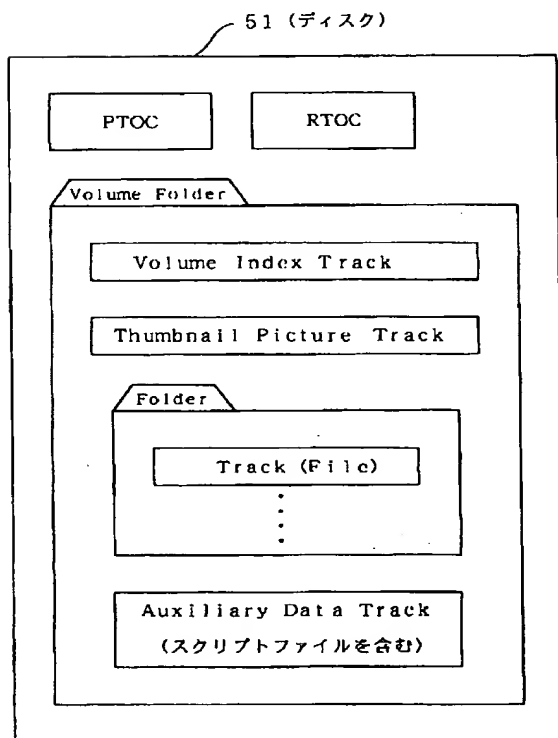 51 (ディスク)
PTOC
RTOC
Volume Folder
Volume Index Track
Thumbnail Picture Track
Folder
Track (File)
Auxiliary Data Track
(スクリプトファイルを含む)